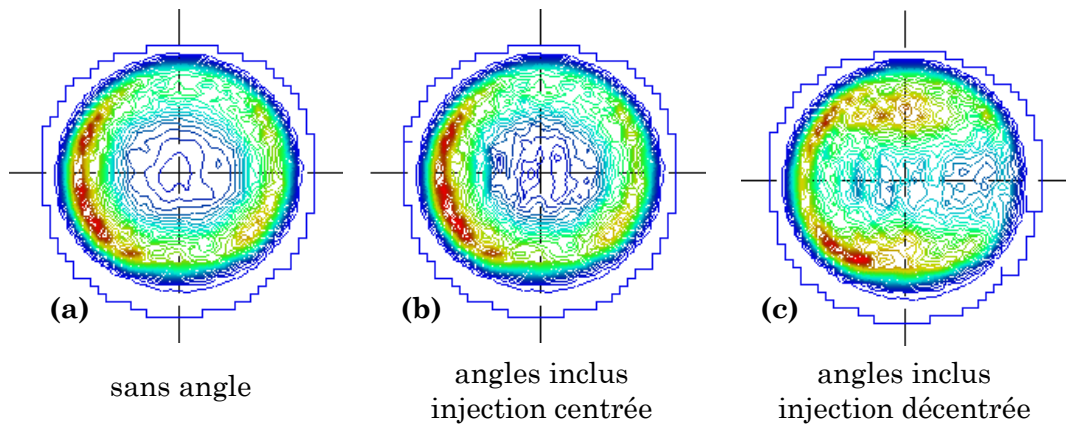 (a)
(b)
(c)
sans angle
angles inclus
injection centrée
angles inclus
injection décentrée